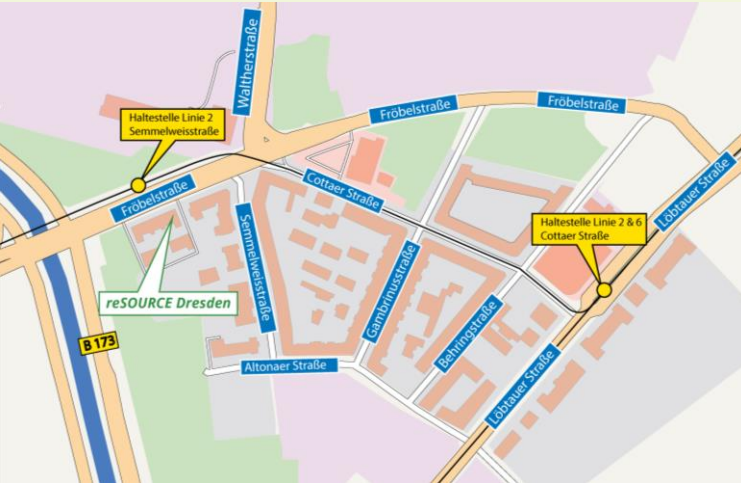 Waltherstraße
Fröbelstraße
Fröbelstraße
Haltestelle Linie 2
Semmelweisstraße
Fröbelstraße
Cottaer Straße
Löbtauer Straße
Haltestelle Linie 2 & 6
Cottaer Straße
Semmelweisstraße
Gambrinusstraße
reSOURCE Dresden
Behringstraße
B 173
Altonaer Straße
Löbtauer Straße